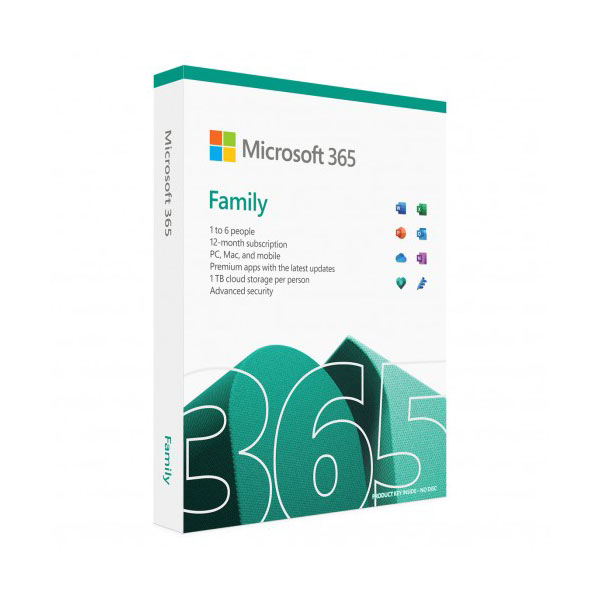 Microsoft 365
Family
1 to 6 people
12-month subscription
PC, Mac, and mobile
Premium apps with the latest updates
1 TB cloud storage per person
Advanced security
365
PRODUCT KEY INSIDE - NO DISC
Microsoft 365
Family